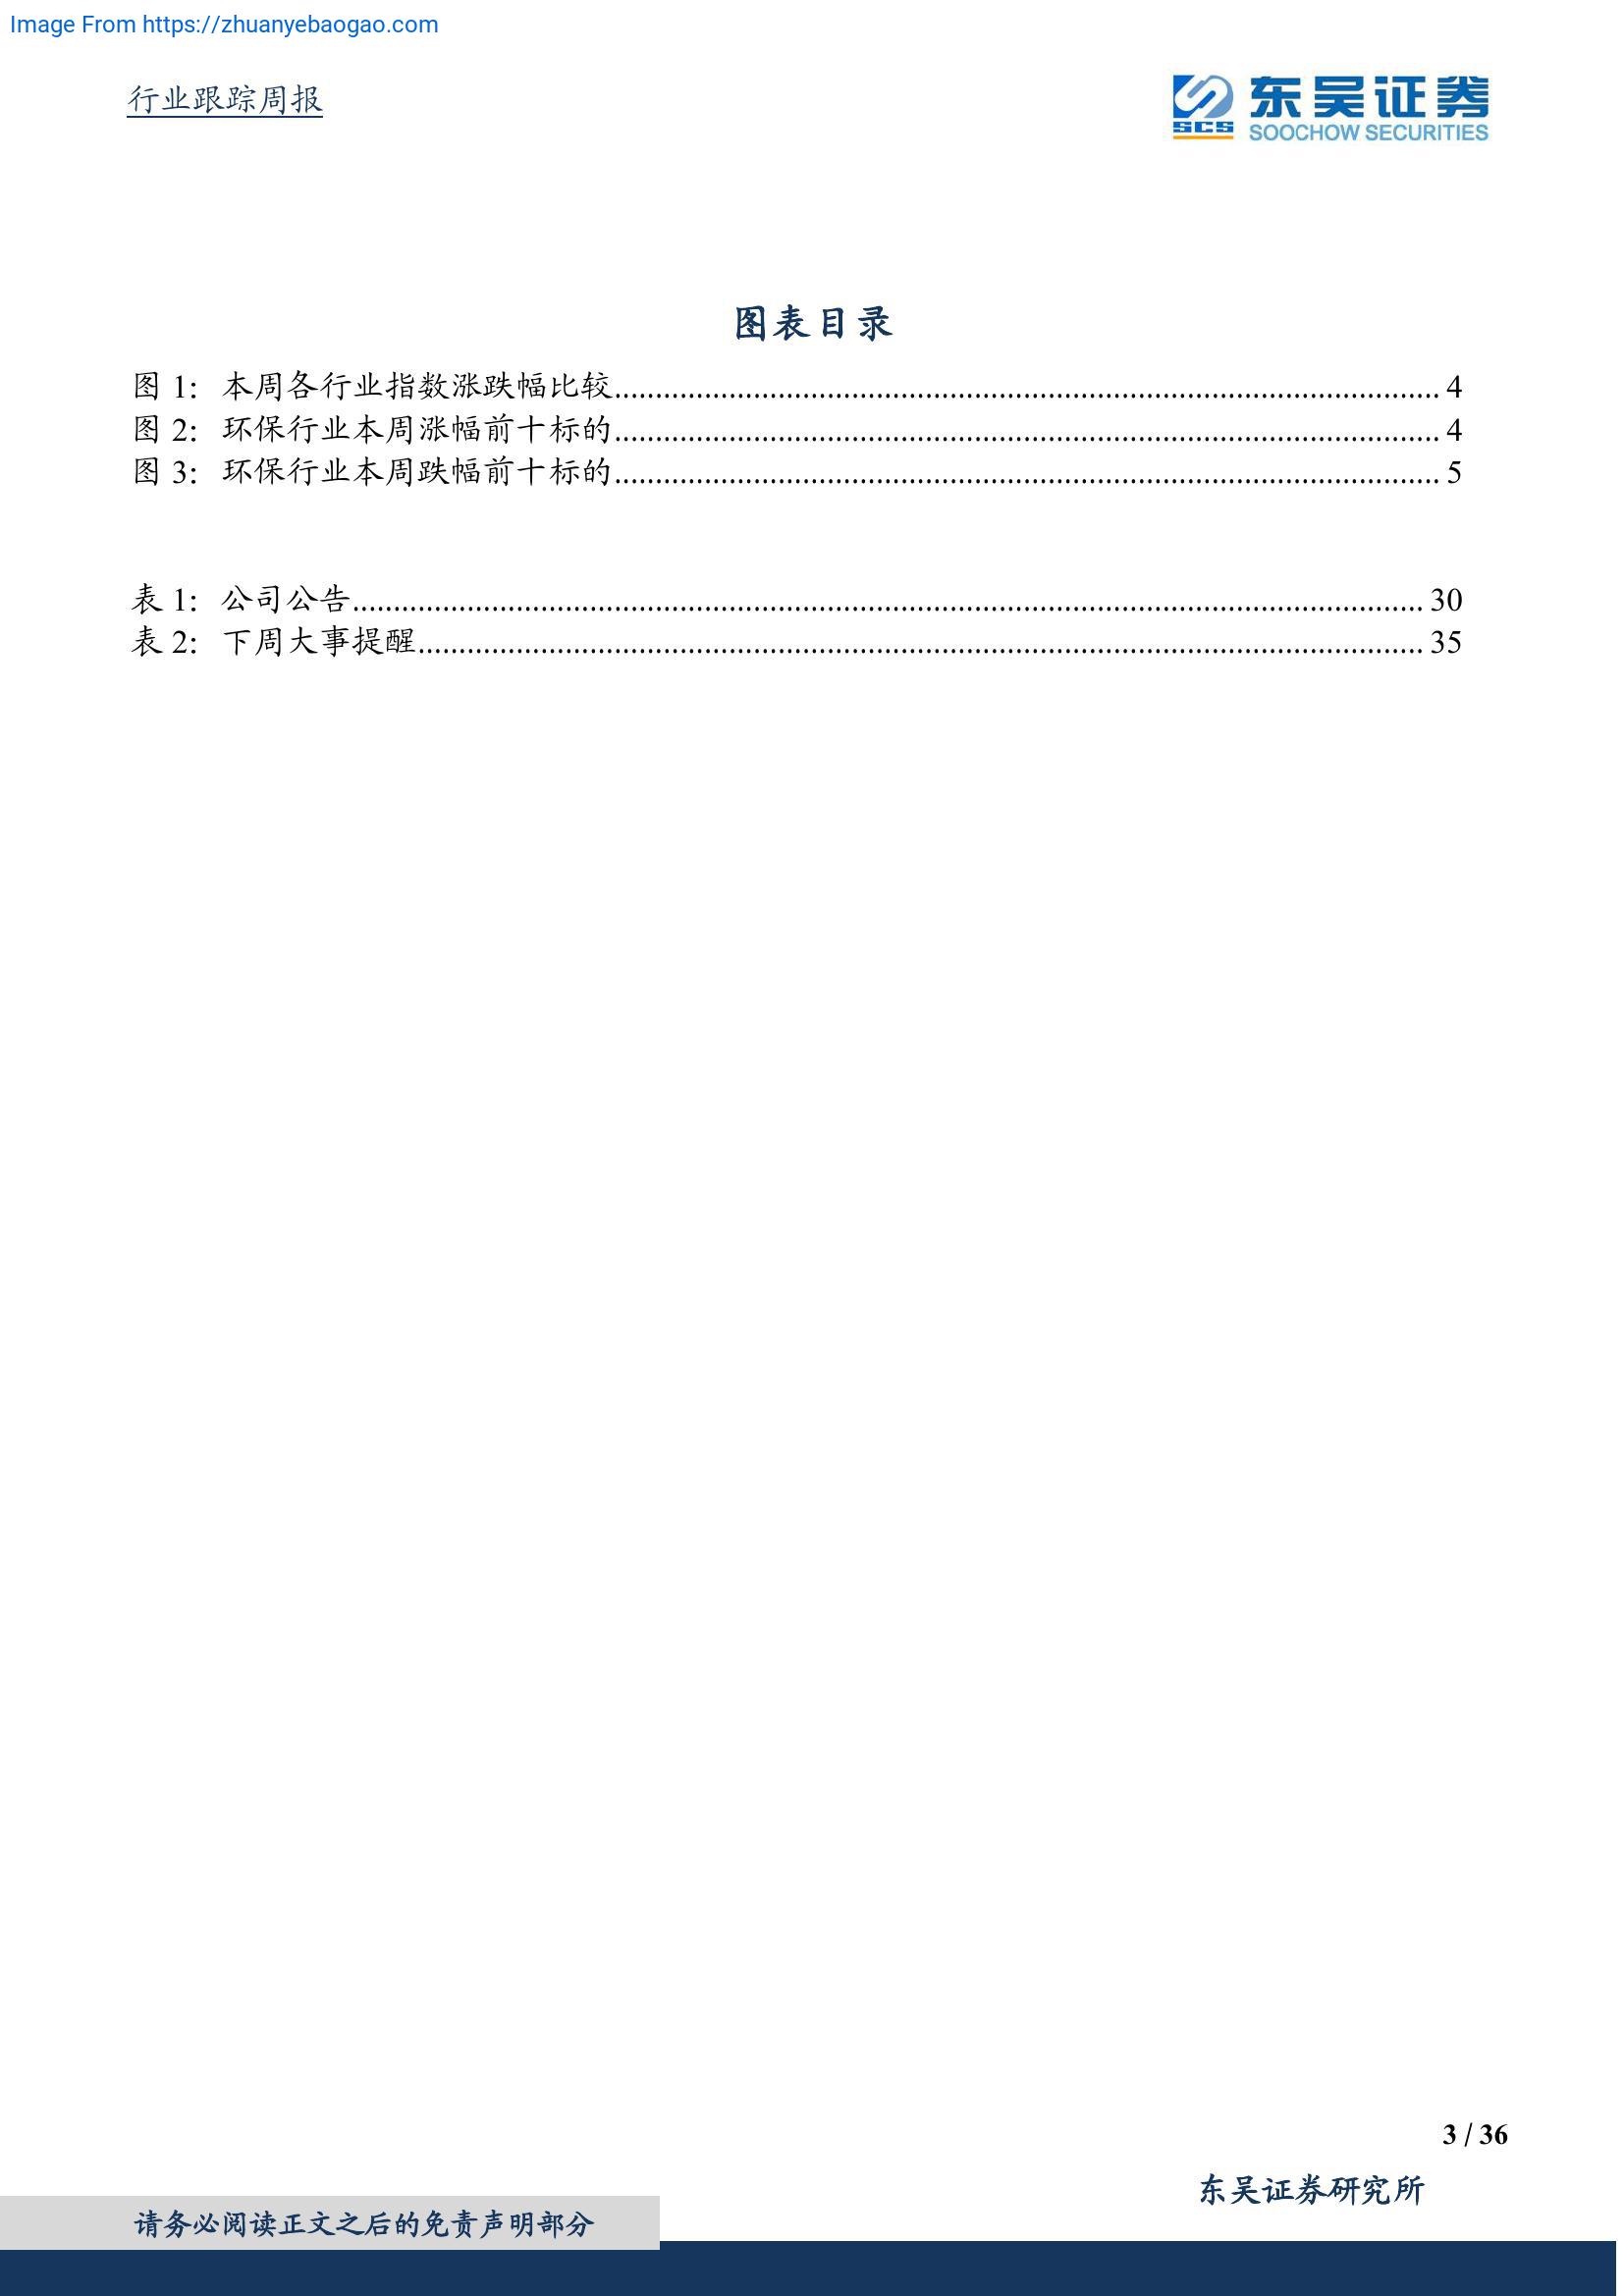 Image From https://zhuanyebaogao.com
行业跟踪周报
东吴证券
SCS
SOOCHOW SECURITIES
图表目录
图 1: 本周各行业指数涨跌幅比较 4
图 2: 环保行业本周涨幅前十标的 4
图 3: 环保行业本周跌幅前十标的 5
表 1: 公司公告 30
表 2: 下周大事提醒 35
3 / 36
东吴证券研究所
请务必阅读正文之后的免责声明部分